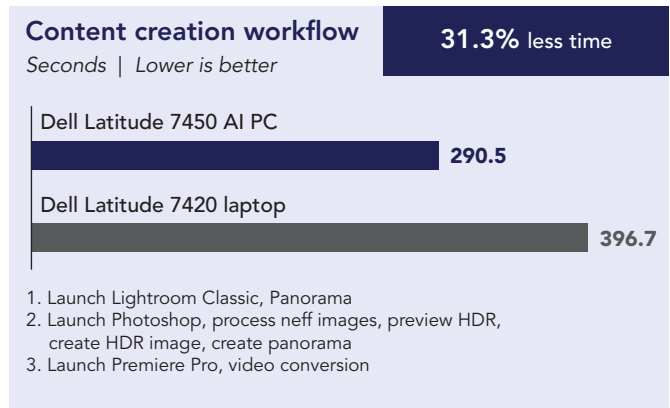 Content creation workflow
31.3% less time
Seconds | Lower is better
Dell Latitude 7450 AI PC
290.5
Dell Latitude 7420 laptop
396.7
1. Launch Lightroom Classic, Panorama
2. Launch Photoshop, process neff images, preview HDR,
create HDR image, create panorama
3. Launch Premiere Pro, video conversion